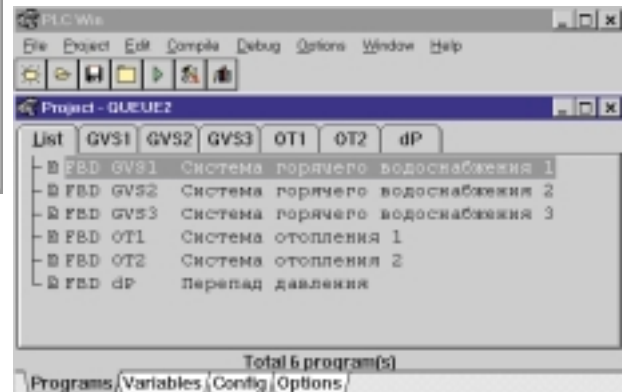 PLC Win
File Project Edit Compile Debug Options Window Help
Project - QUEUE2
List GVS1 GVS2 GVS3 OT1 OT2 dP
FBD GVS1 Система горячего водоснабжения 1
FBD GVS2 Система горячего водоснабжения 2
FBD GVS3 Система горячего водоснабжения 3
FBD OT1 Система отопления 1
FBD OT2 Система отопления 2
FBD dP Перепад давления
Total 6 program(s)
Programs Variables Config Options